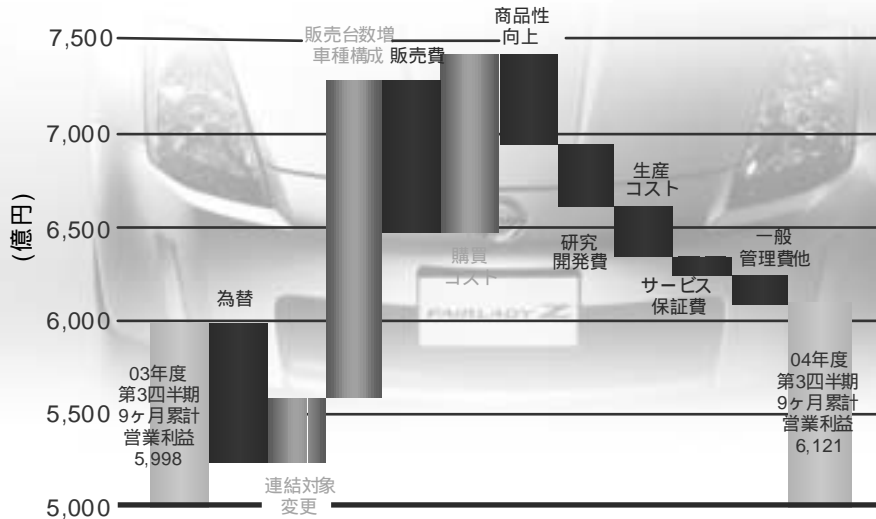 7,500
7,000
6,500
6,000
5,500
5,000
(億円)
03年度
第3四半期
9ヶ月累計
営業利益
5,998
為替
連結対象
変更
販売台数増
車種構成
販売費
購買
コスト
商品性
向上
研究
開発費
生産
コスト
サービス
保証費
一般
管理費他
04年度
第3四半期
9ヶ月累計
営業利益
6,121
FAIRLADY Z